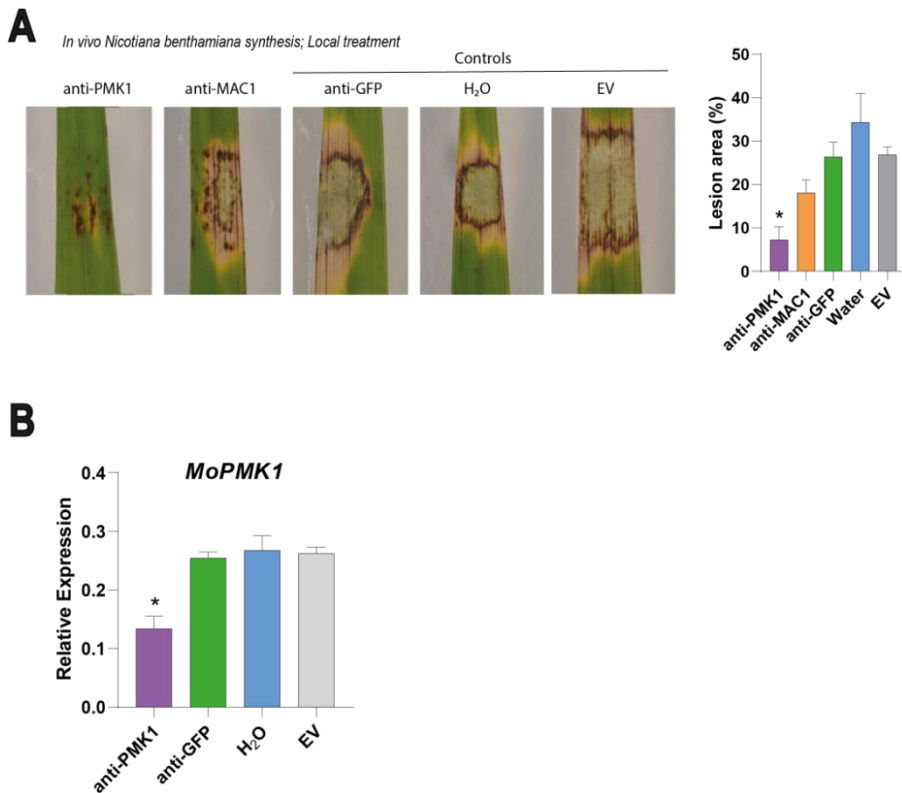 A
In vivo Nicotiana benthamiana synthesis; Local treatment
Controls
anti-PMK1
anti-MAC1
anti-GFP
H₂O
EV
Lesion area (%)
50
40
30
20
10
0
*
anti-PMK1
anti-MAC1
anti-GFP
Water
EV
B
MoPMK1
Relative Expression
0.4
0.3
0.2
0.1
0.0
*
anti-PMK1
anti-GFP
H₂O
EV